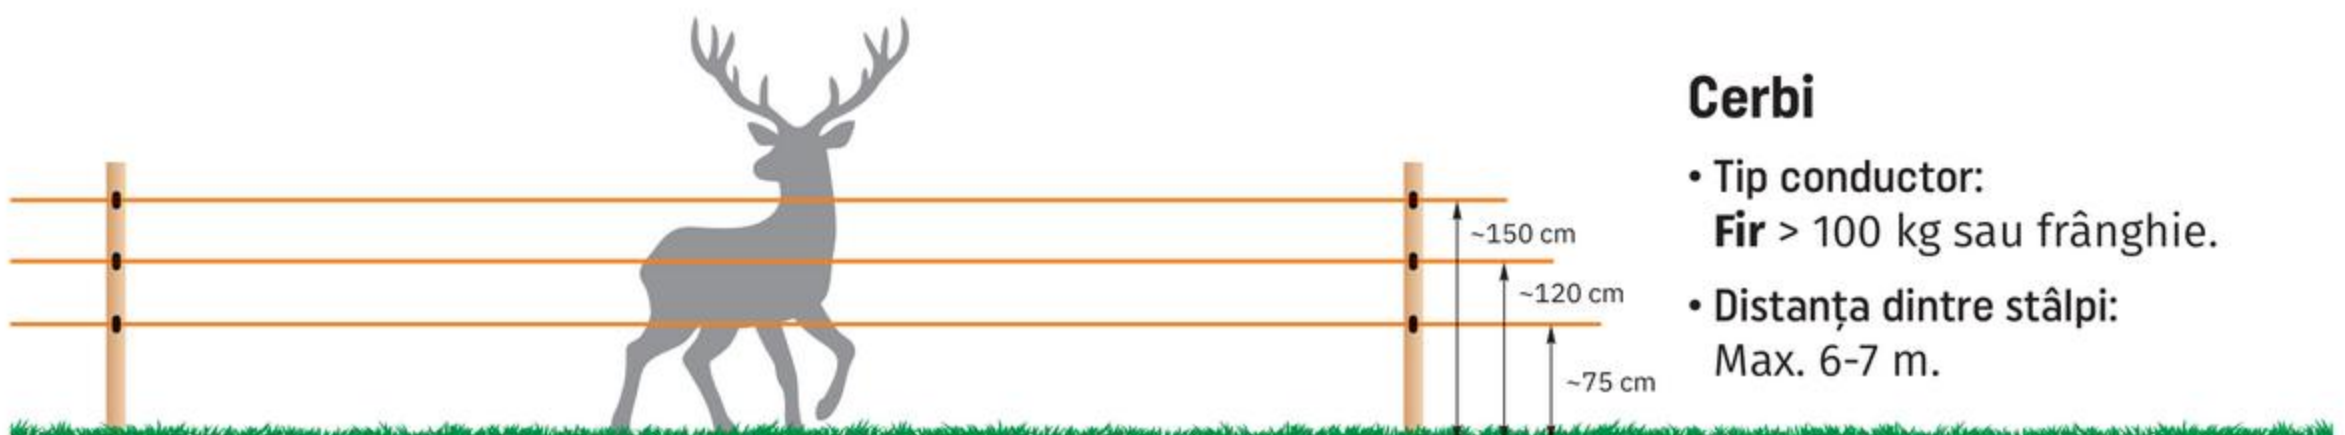 ~150 cm
~120 cm
~75 cm
Cerbi
• Tip conductor:
Fir > 100 kg sau frânghie.
• Distanța dintre stâlpi:
Max. 6-7 m.